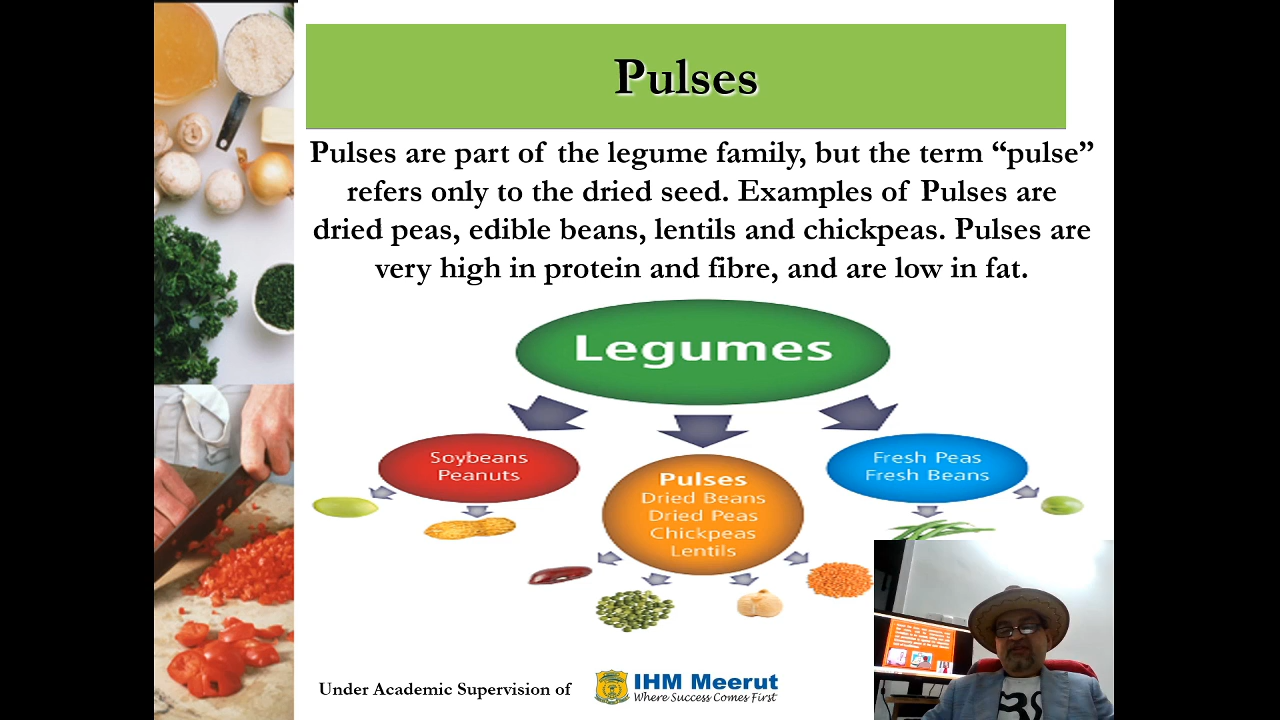 Pulses
Pulses are part of the legume family, but the term “pulse”
refers only to the dried seed. Examples of Pulses are
dried peas, edible beans, lentils and chickpeas. Pulses are
very high in protein and fibre, and are low in fat.
Legumes
Soybeans
Peanuts
Pulses
Dried Beans
Dried Peas
Chickpeas
Lentils
Fresh Peas
Fresh Beans
Under Academic Supervision of
IHM Meerut
Where Success Comes First